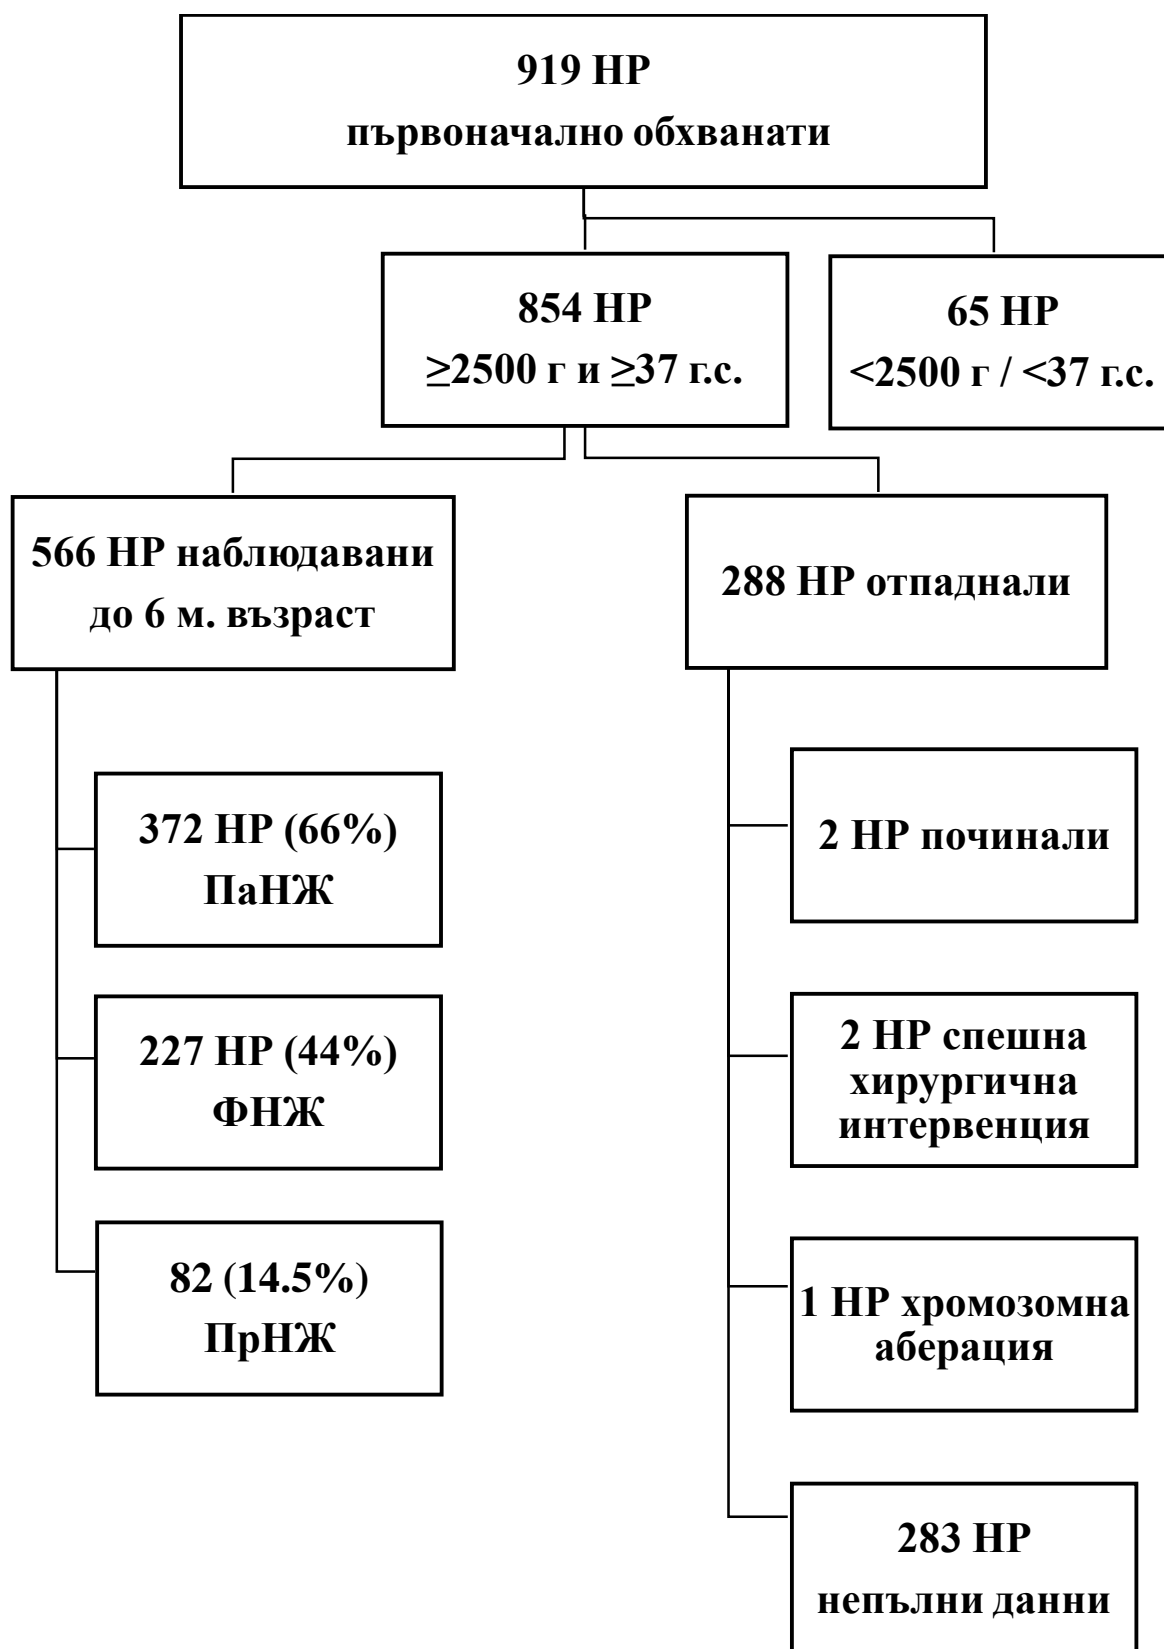 919 НР
първоначално обхванати
854 НР
≥2500 г и ≥37 г.с.
65 НР
<2500 г / <37 г.с.
566 НР наблюдавани
до 6 м. възраст
288 НР отпаднали
372 НР (66%)
ПаНЖ
227 НР (44%)
ФНЖ
82 (14.5%)
ПрНЖ
2 НР починали
2 НР спешна
хирургична
интервенция
1 НР хромозомна
аберация
283 НР
непълни данни